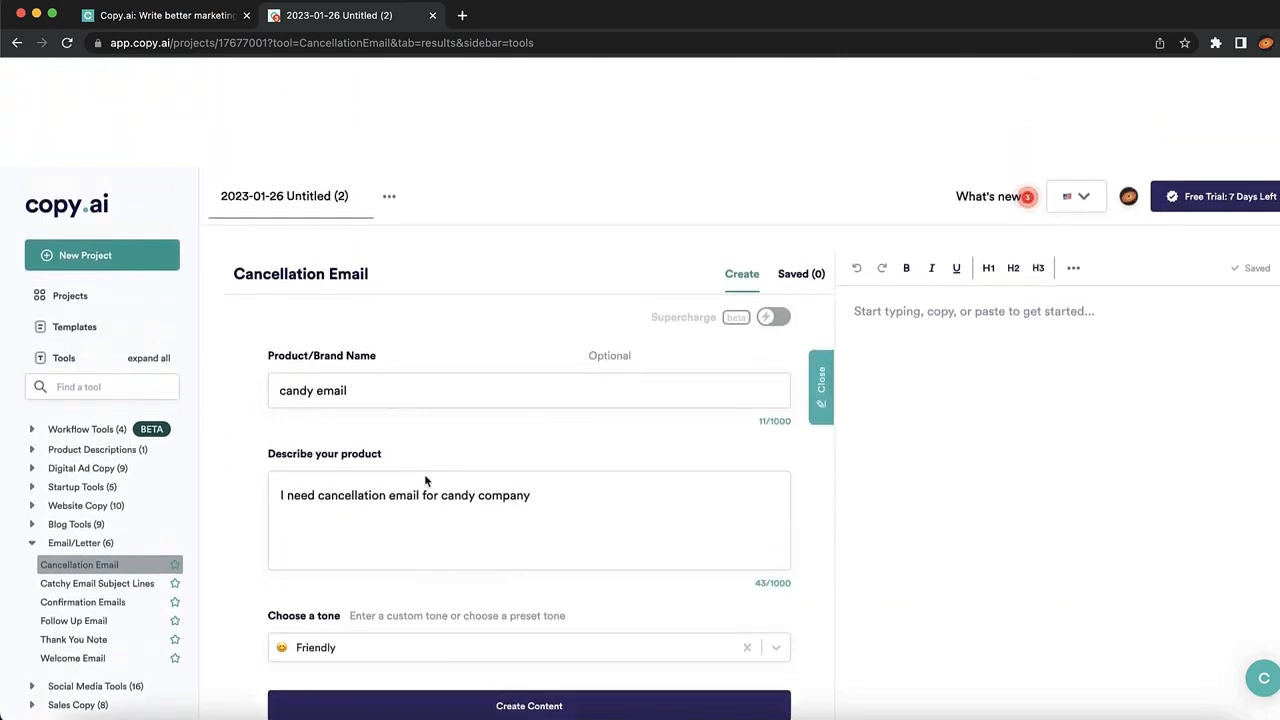 Copy.ai: Write better marketing
2023-01-26 Untitled (2)
app.copy.ai/projects/17677001?tool=CancellationEmail&tab=results&sidebar=tools
copy.ai
2023-01-26 Untitled (2)
What's new
3
Free Trial: 7 Days Left
New Project
Projects
Templates
Tools
expand all
Find a tool
Workflow Tools (4)
BETA
Product Descriptions (1)
Digital Ad Copy (9)
Startup Tools (5)
Website Copy (10)
Blog Tools (9)
Email/Letter (6)
Cancellation Email
Catchy Email Subject Lines
Confirmation Emails
Follow Up Email
Thank You Note
Welcome Email
Social Media Tools (16)
Sales Copy (8)
Cancellation Email
Create
Saved (0)
Supercharge
beta
Product/Brand Name
Optional
candy email
11/1000
Describe your product
I need cancellation email for candy company
43/1000
Choose a tone
Enter a custom tone or choose a preset tone
Friendly
Create Content
Close
B I U H1 H2 H3
Saved
Start typing, copy, or paste to get started...
C